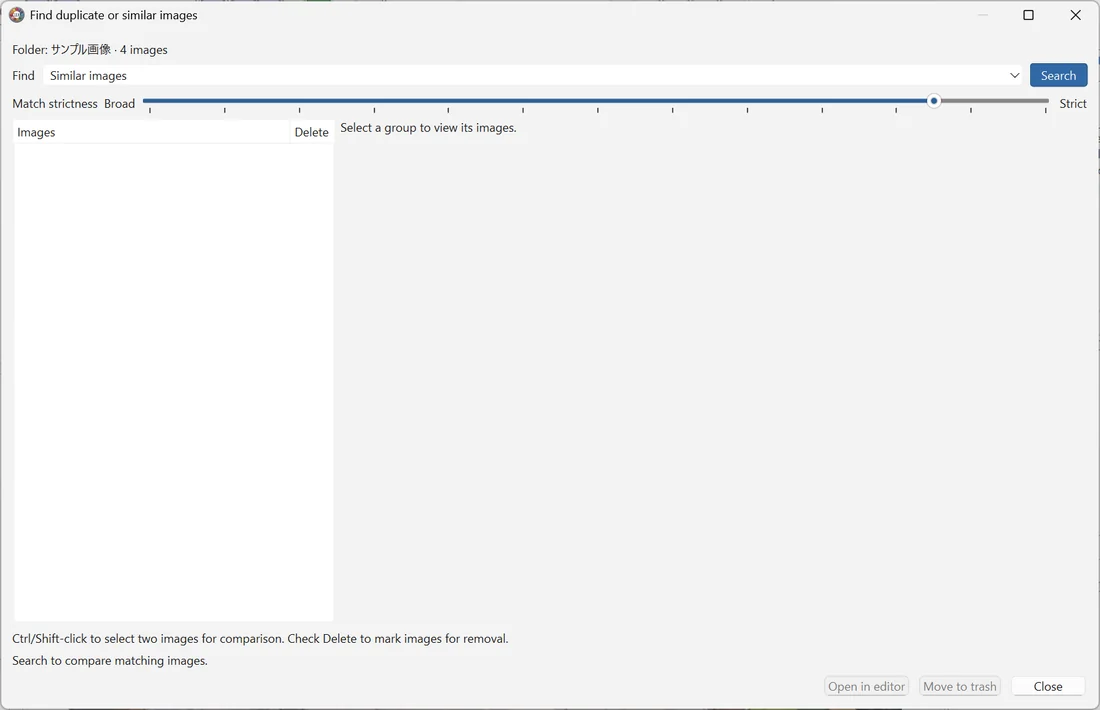 Find duplicate or similar images
Folder: サンプル画像 · 4 images
Find Similar images Search
Match strictness Broad Strict
Images Delete Select a group to view its images.
Ctrl/Shift-click to select two images for comparison. Check Delete to mark images for removal.
Search to compare matching images.
Open in editor Move to trash Close